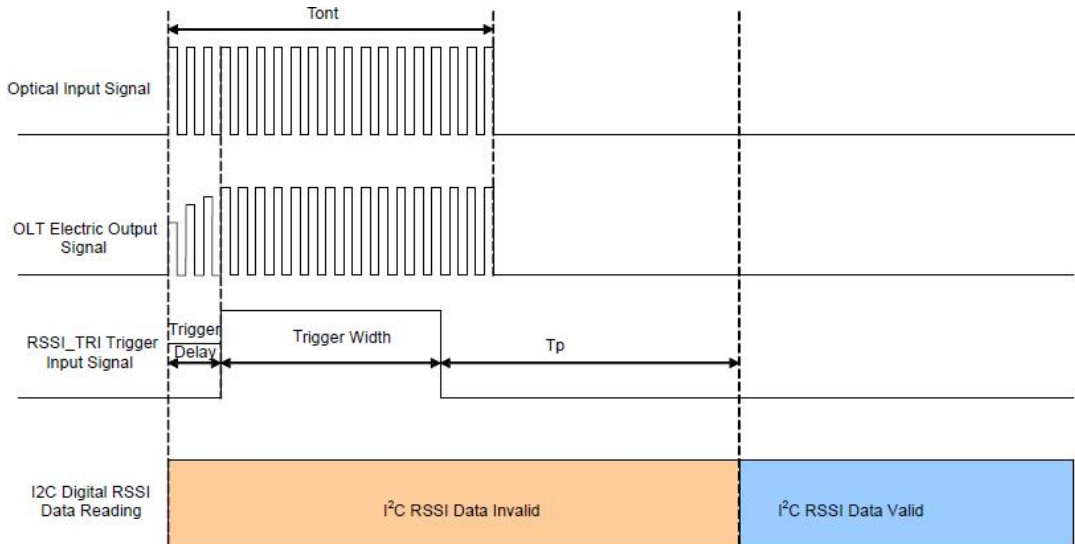 Tont
Optical Input Signal
OLT Electric Output
Signal
RSSI_TRI Trigger
Input Signal
Trigger
Delay
Trigger Width
Tp
I2C Digital RSSI
Data Reading
I²C RSSI Data Invalid
I²C RSSI Data Valid